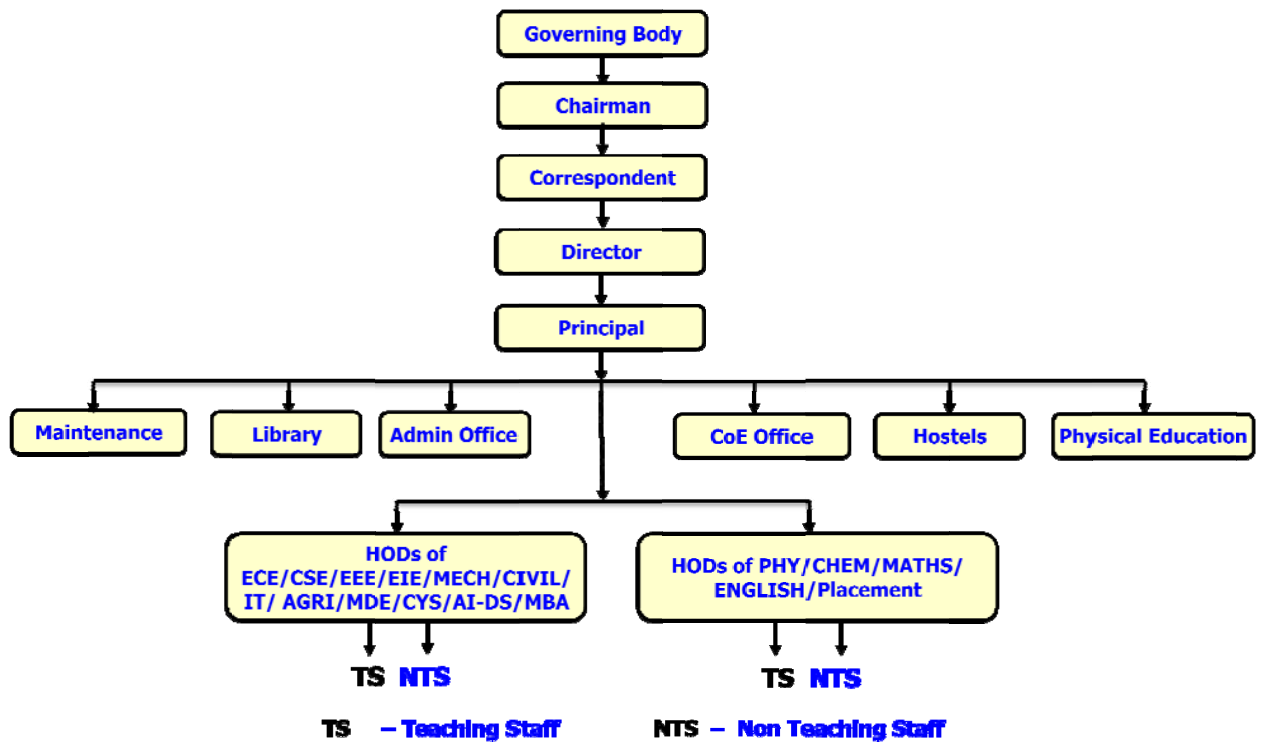 Governing Body
Chairman
Correspondent
Director
Principal
Maintenance
Library
Admin Office
CoE Office
Hostels
Physical Education
HODs of
ECE/CSE/EEE/EIE/MECH/CIVIL/
IT/ AGRI/MDE/CYS/AI-DS/MBA
HODs of PHY/CHEM/MATHS/
ENGLISH/Placement
TS NTS
TS NTS
TS – Teaching Staff
NTS – Non Teaching Staff